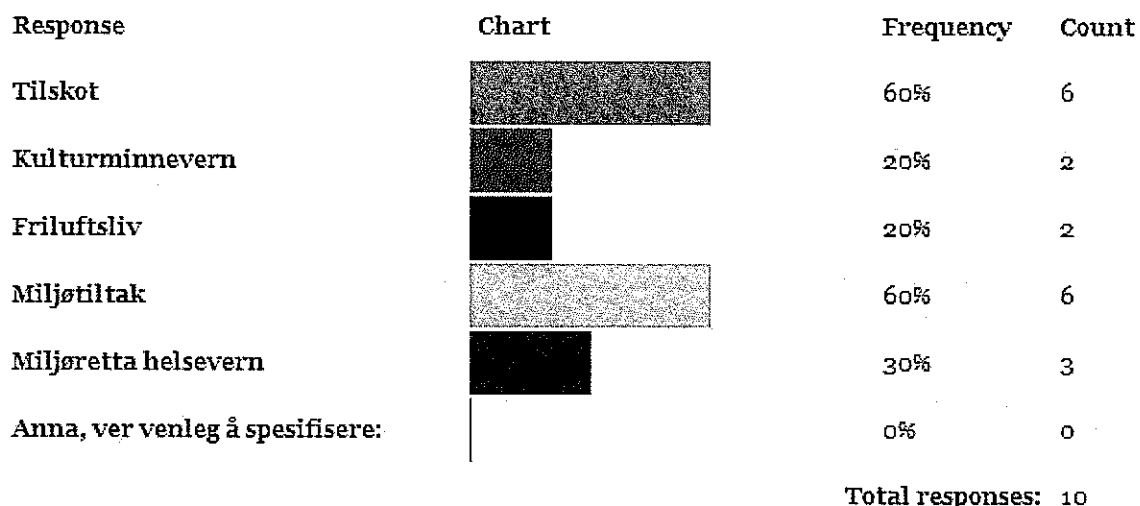 Response Chart Frequency Count
Tilskot 60% 6
Kulturminnevern 20% 2
Friluftsliv 20% 2
Miljøtiltak 60% 6
Miljøretta helsevern 30% 3
Anna, ver venleg å spesifisere: 0% 0
Total responses: 10